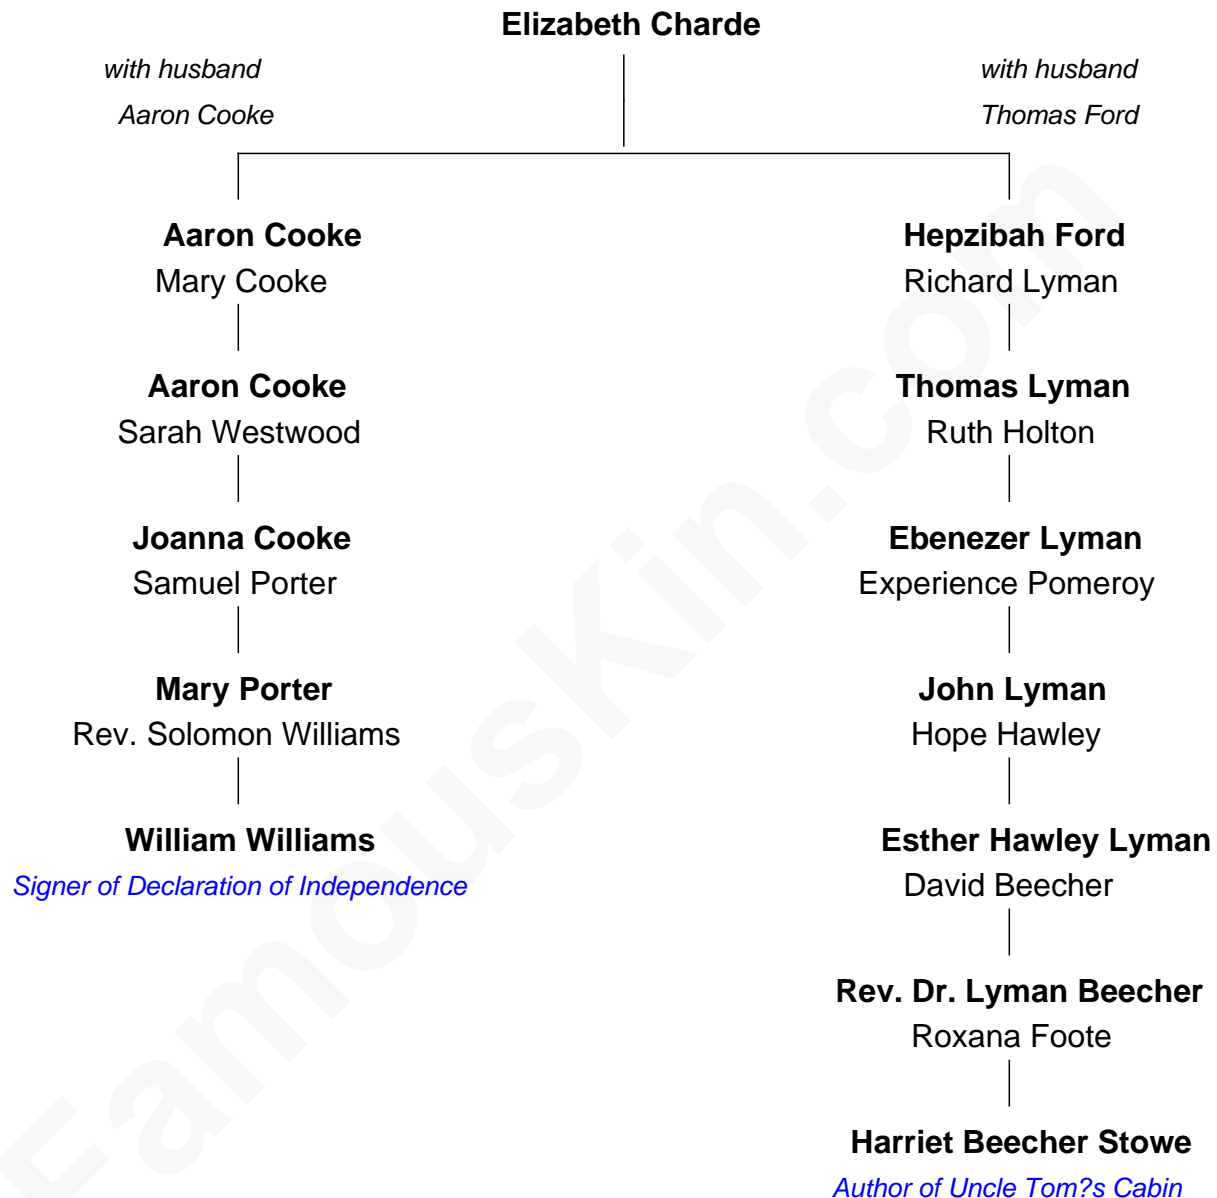 Elizabeth Charde
with husband
Aaron Cooke
with husband
Thomas Ford
Aaron Cooke
Mary Cooke
Hepzibah Ford
Richard Lyman
Aaron Cooke
Sarah Westwood
Thomas Lyman
Ruth Holton
Joanna Cooke
Samuel Porter
Ebenezer Lyman
Experience Pomeroy
Mary Porter
Rev. Solomon Williams
John Lyman
Hope Hawley
William Williams
Signer of Declaration of Independence
Esther Hawley Lyman
David Beecher
Rev. Dr. Lyman Beecher
Roxana Foote
Harriet Beecher Stowe
Author of Uncle Tom?s Cabin
FamousKin.com